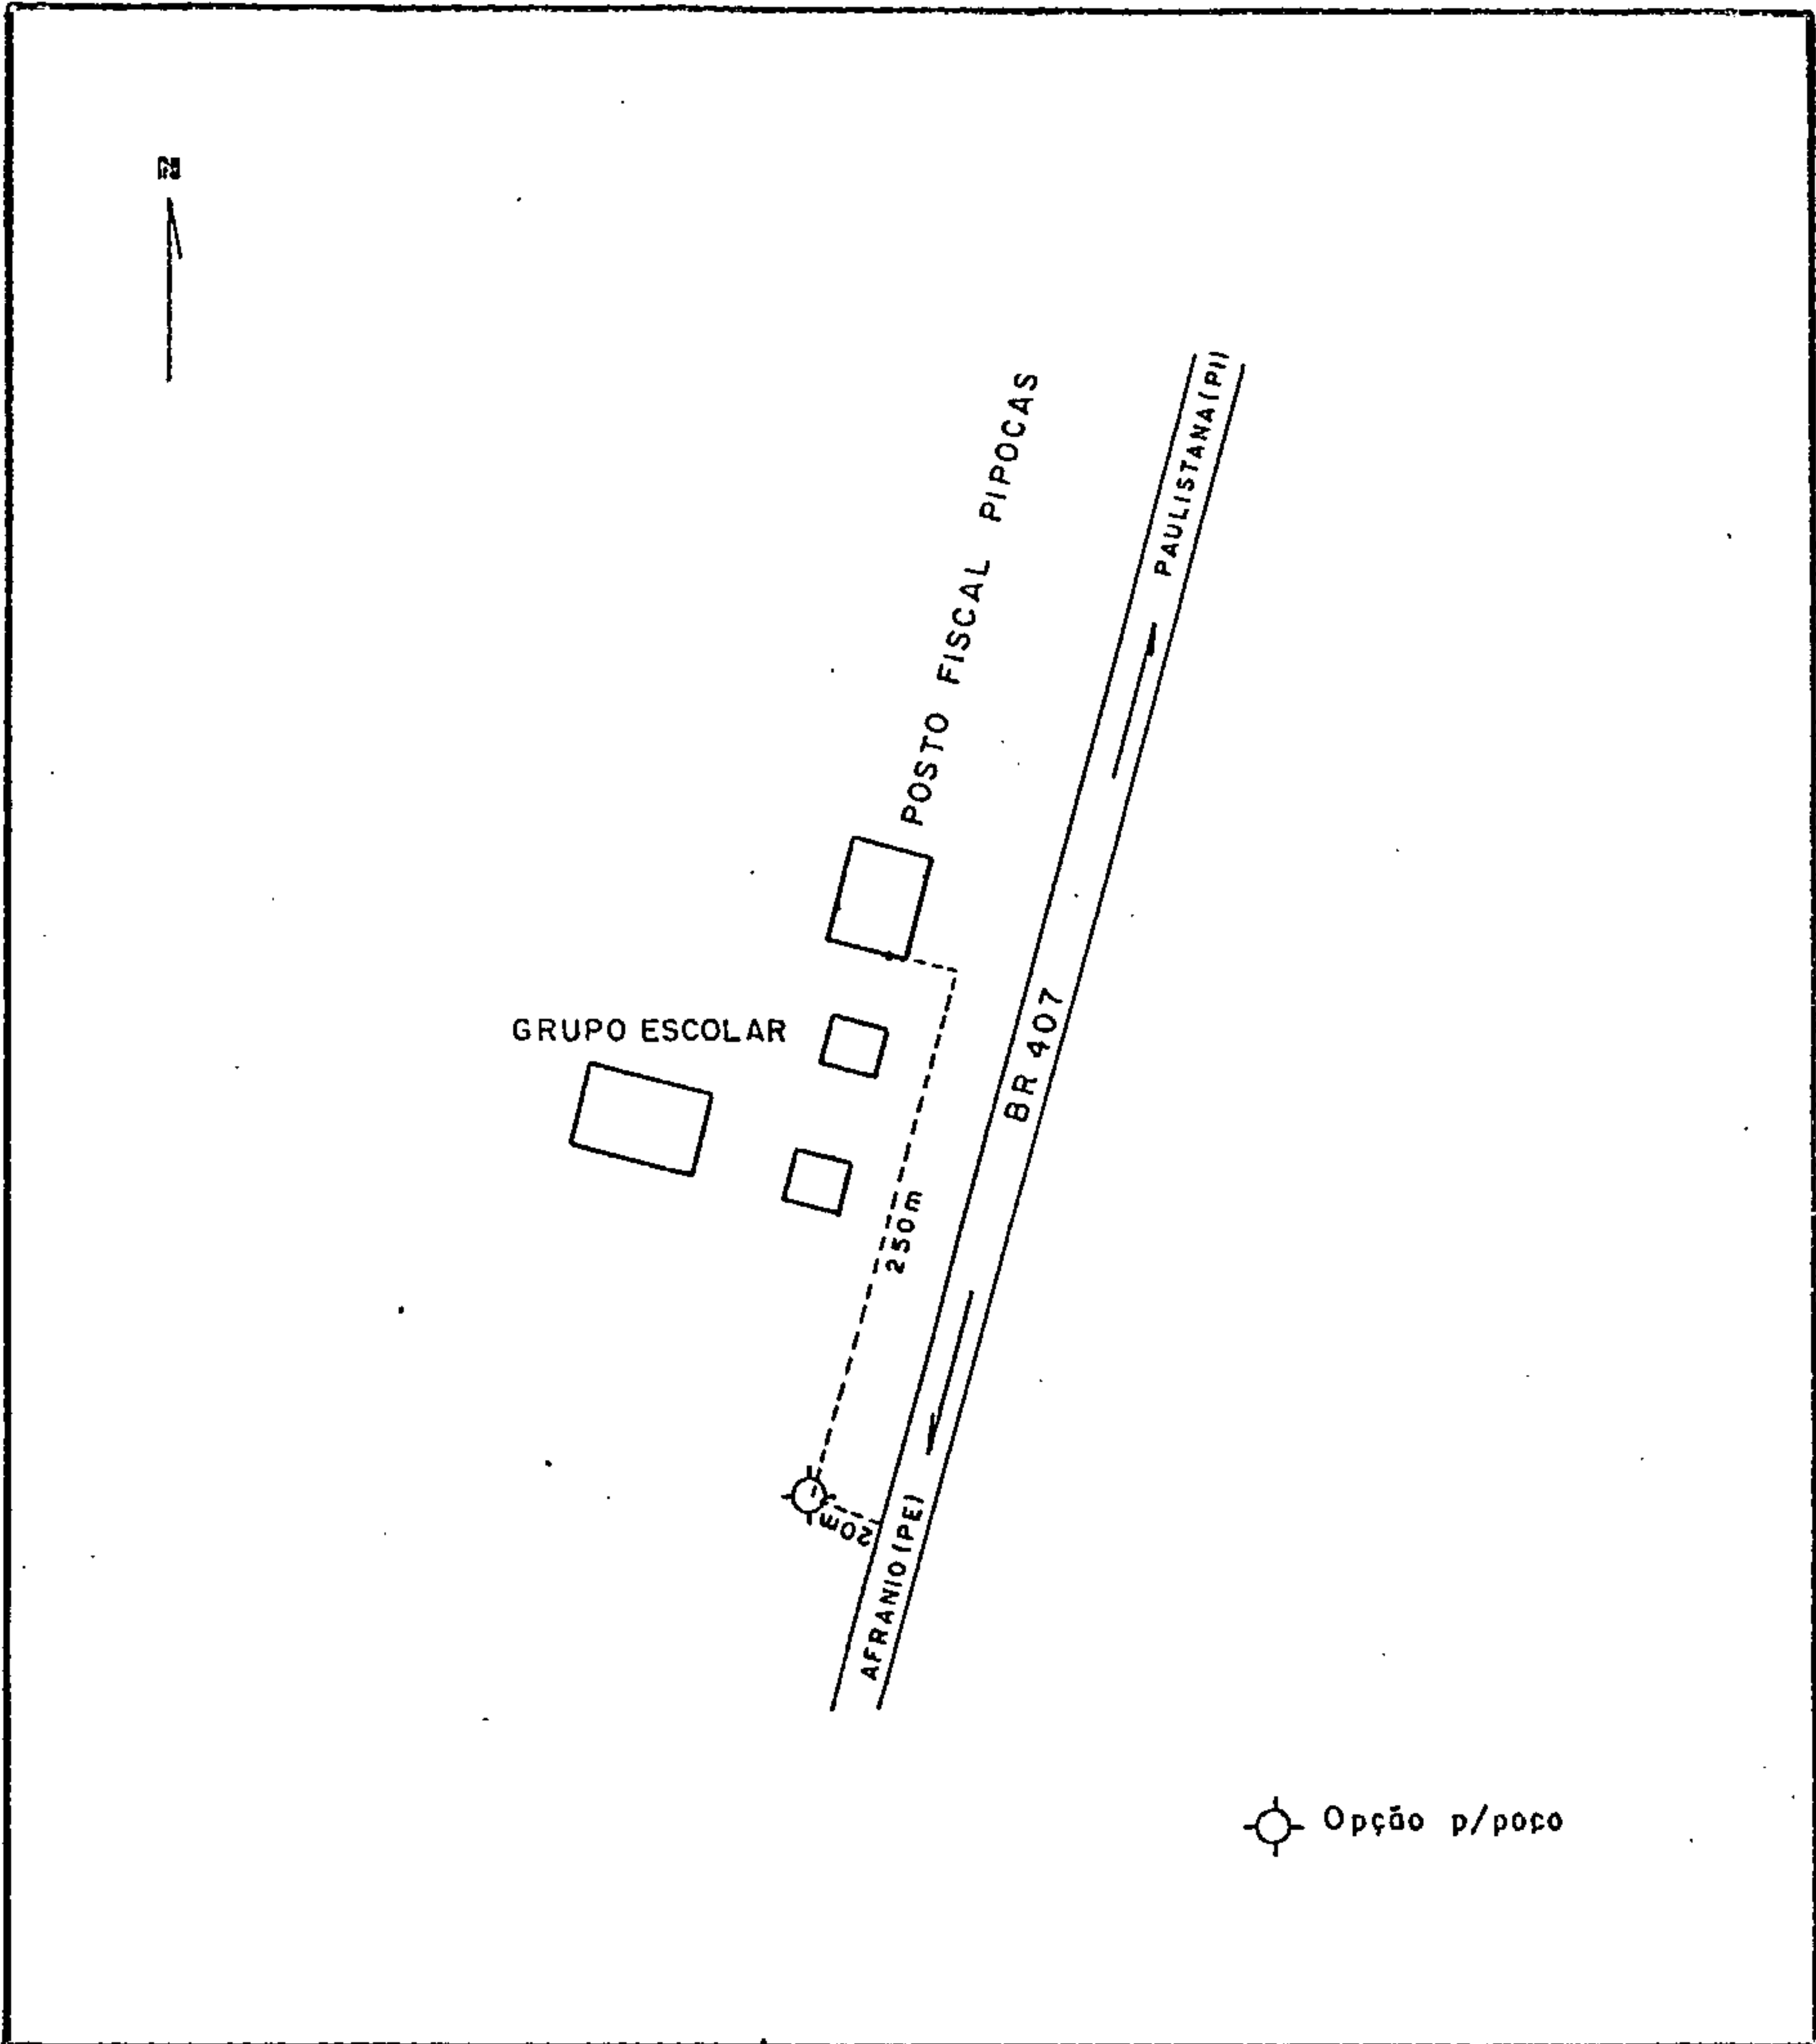 N
POSTO FISCAL PIPOCAS
PAULISTANA (PI)
GRUPO ESCOLAR
BR 407
250m
20m
AFRANIO (PE)
Opção p/poço